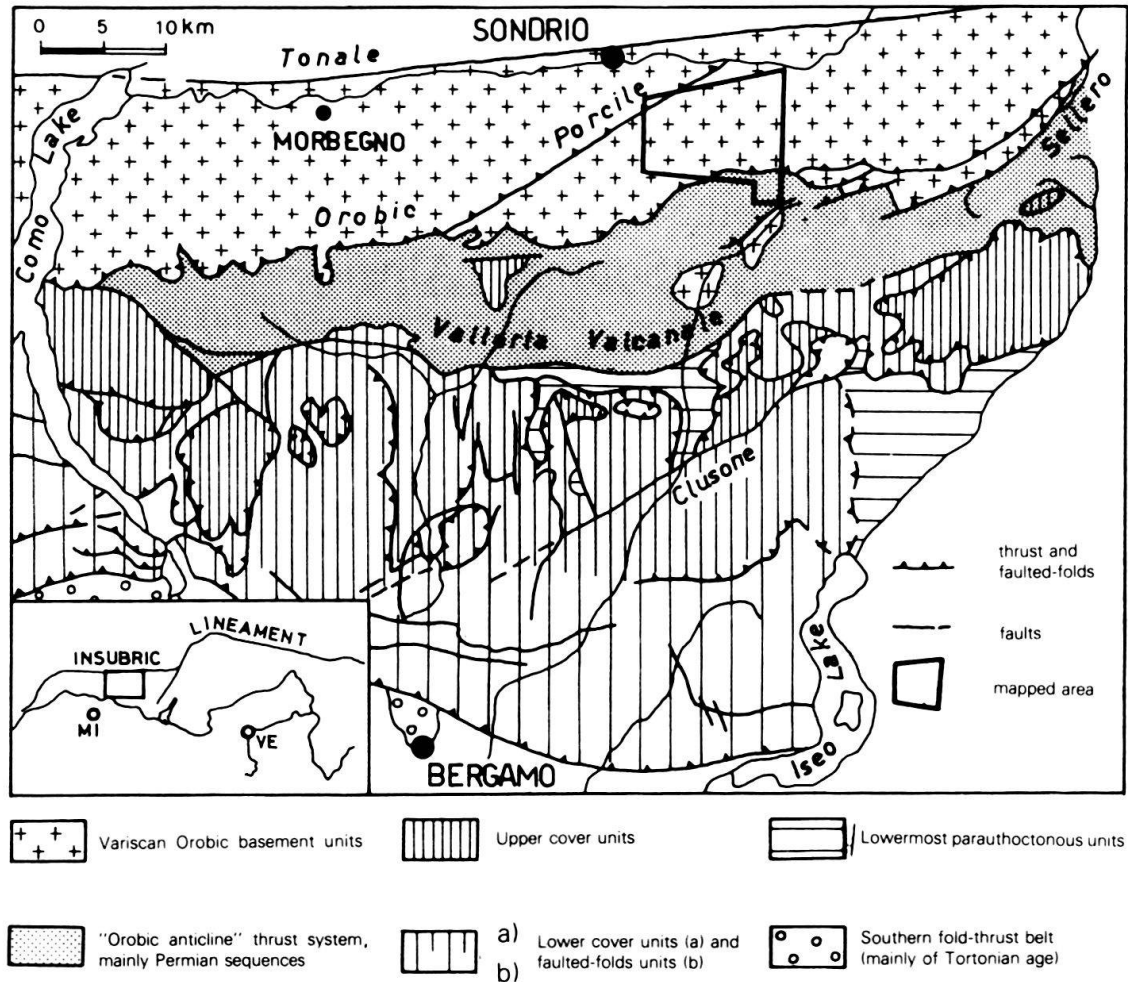 0 5 10km
SONDRIO
Tonale
Lake
Como
MORBEGNO
Porcile
Sellero
Orobic
Vallorta Valcanale
Clusone
thrust and
faulted-folds
faults
mapped area
LINEAMENT
INSUBRIC
MI
VE
BERGAMO
Iseo
Lake
Variscan Orobic basement units
Upper cover units
Lowermost parauthoctonous units
"Orobic anticline" thrust system,
mainly Permian sequences
a)
b)
Lower cover units (a) and
faulted-folds units (b)
Southern fold-thrust belt
(mainly of Tortonian age)